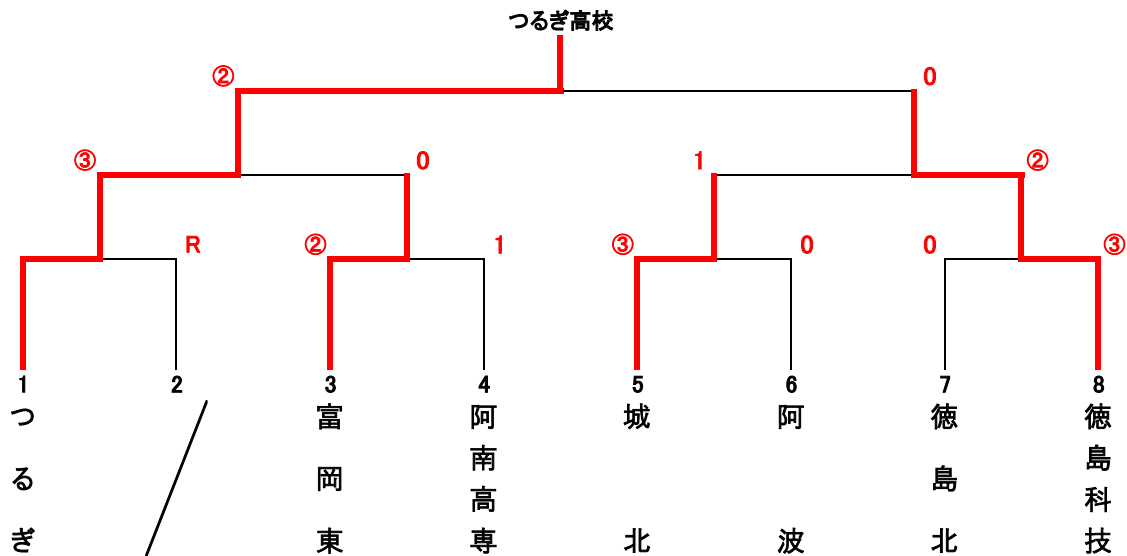 つるぎ高校
② 0
③ 0 1 ②
R ② 1 ③ 0 0 ③
1 2 3 4 5 6 7 8
つるぎ
富岡東
阿南高専
城北
阿波
徳島北
徳島科技